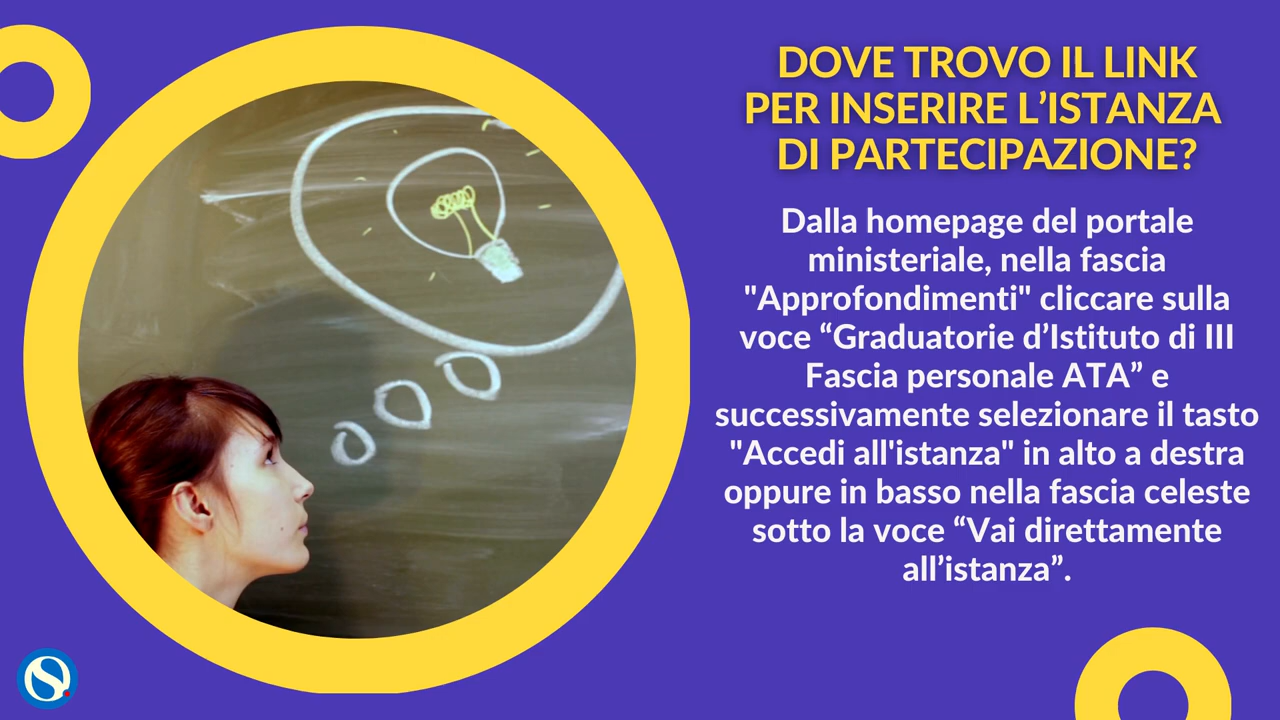 DOVE TROVO IL LINK
PER INSERIRE L’ISTANZA
DI PARTECIPAZIONE?
Dalla homepage del portale
ministeriale, nella fascia
"Approfondimenti" cliccare sulla
voce “Graduatorie d’Istituto di III
Fascia personale ATA” e
successivamente selezionare il tasto
"Accedi all'istanza" in alto a destra
oppure in basso nella fascia celeste
sotto la voce “Vai direttamente
all’istanza”.
S